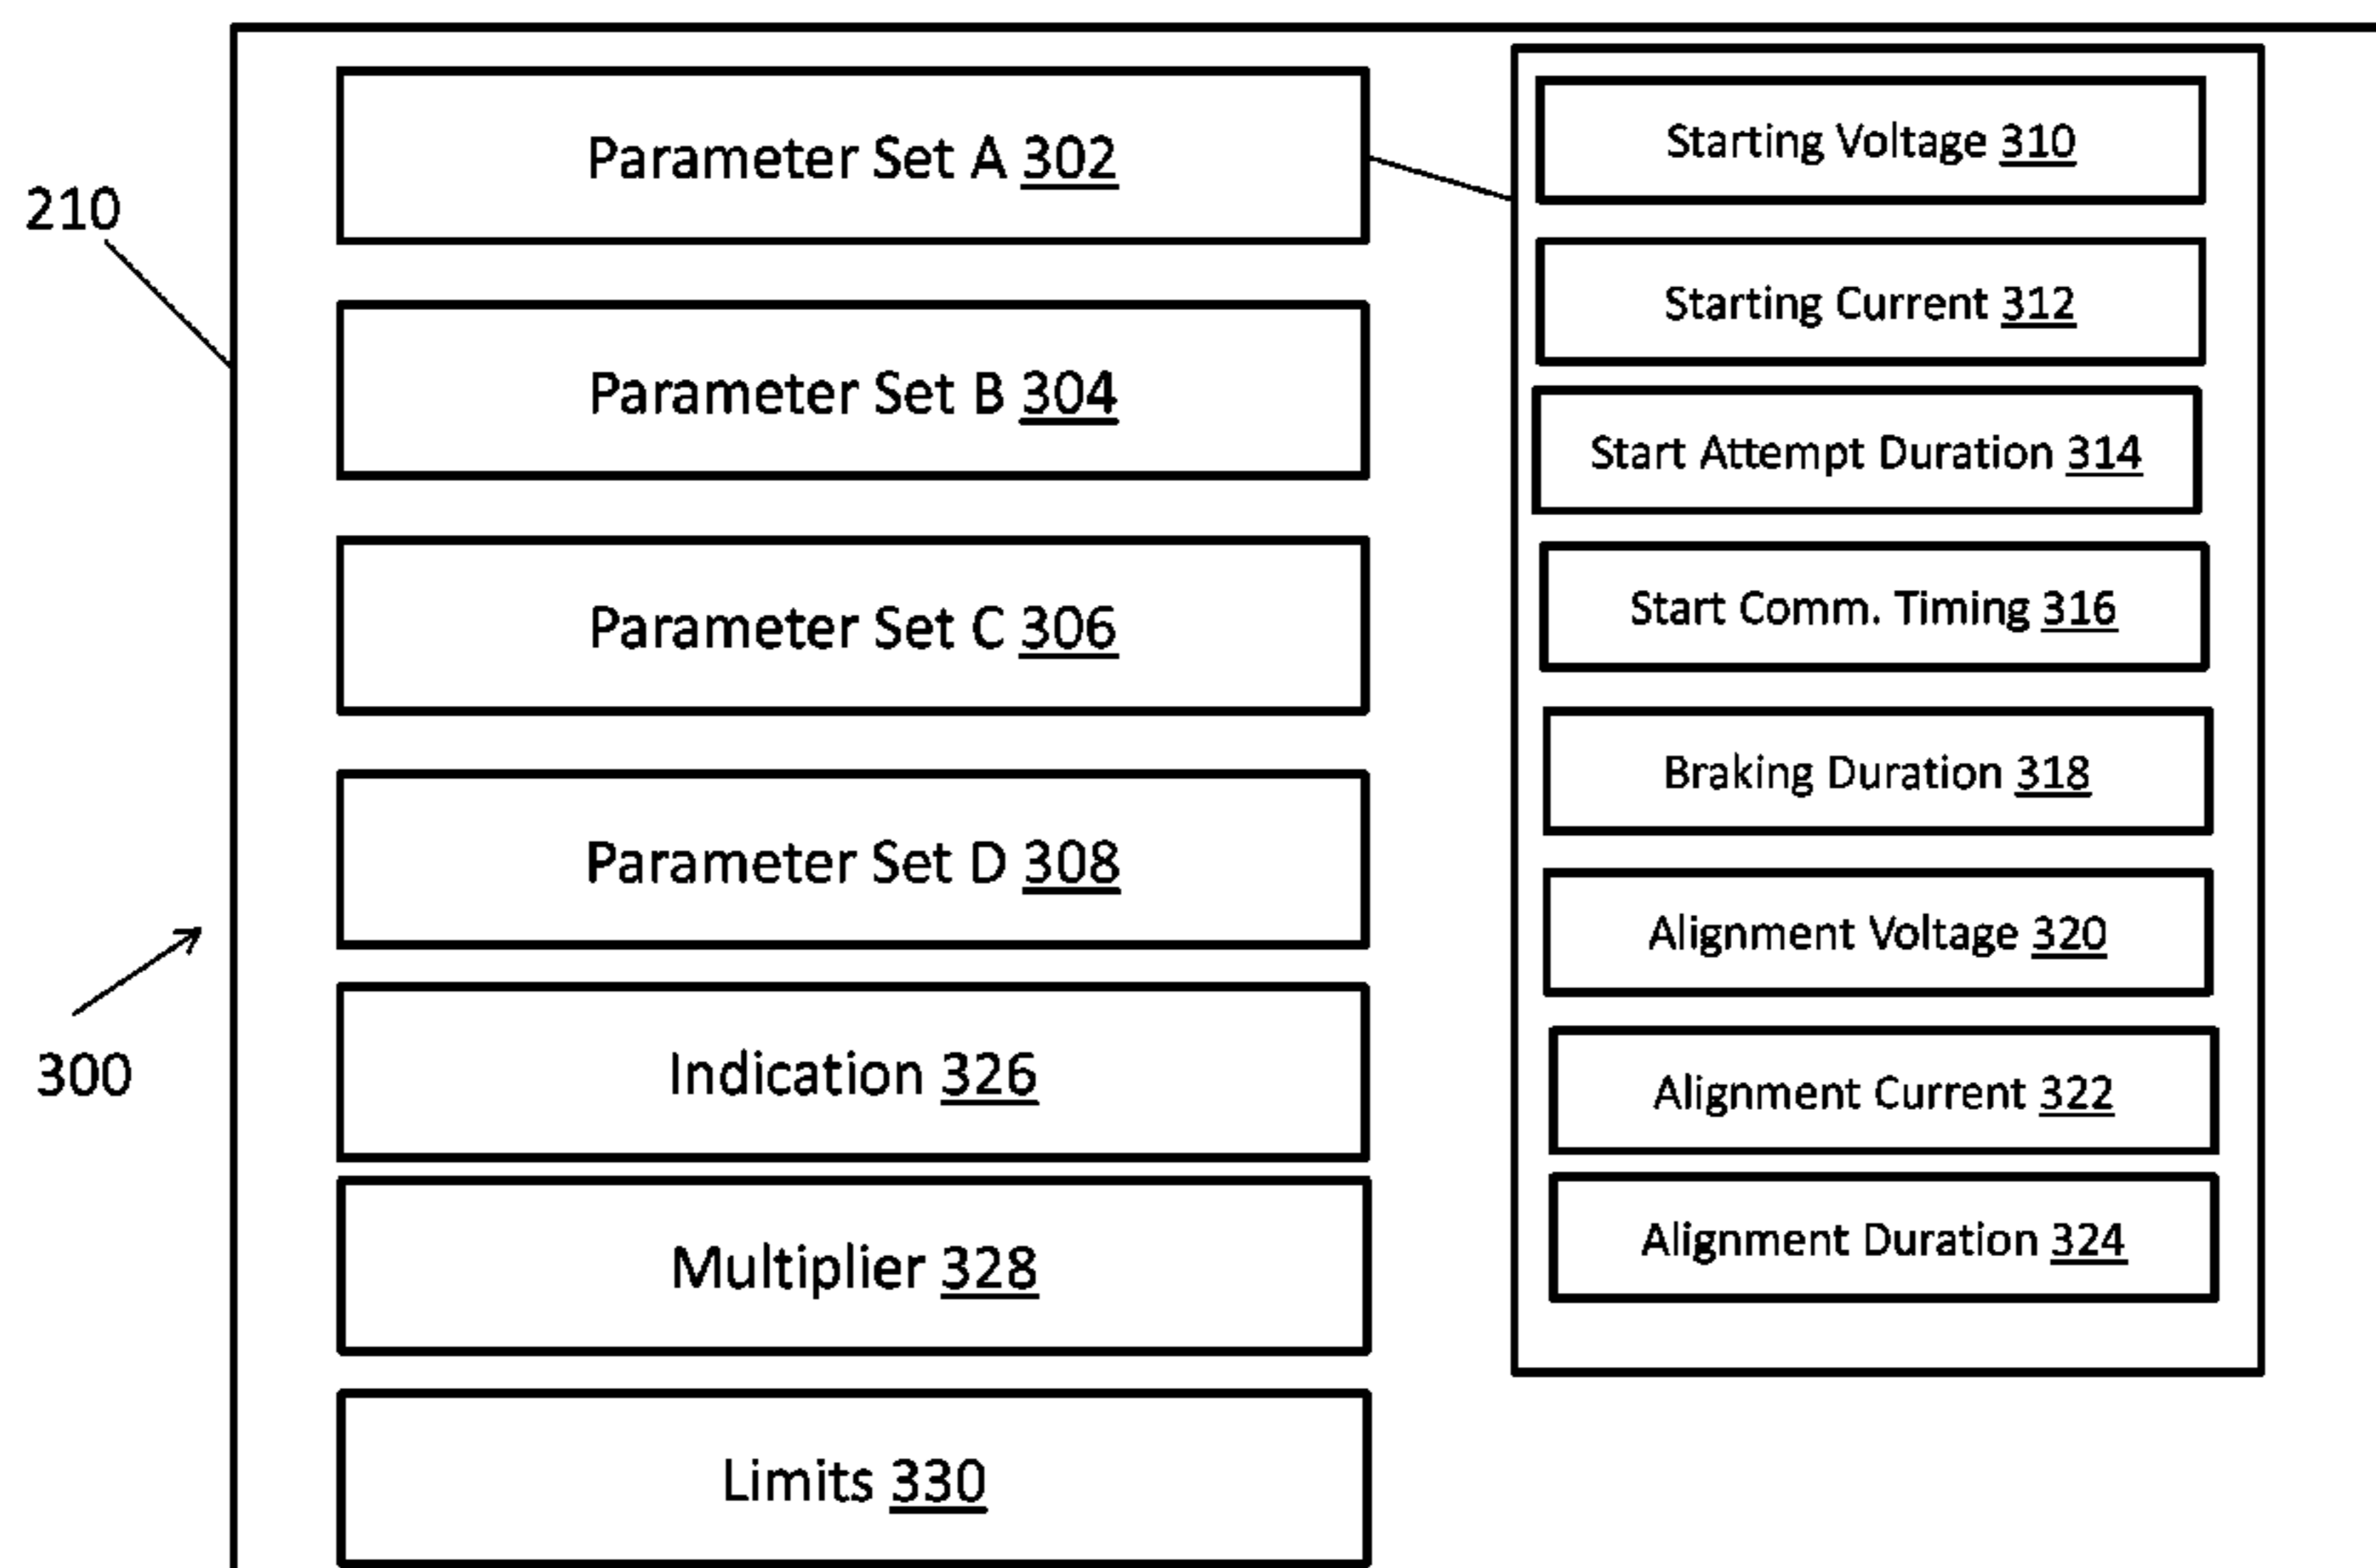 210
300
Parameter Set A 302
Parameter Set B 304
Parameter Set C 306
Parameter Set D 308
Indication 326
Multiplier 328
Limits 330
Starting Voltage 310
Starting Current 312
Start Attempt Duration 314
Start Comm. Timing 316
Braking Duration 318
Alignment Voltage 320
Alignment Current 322
Alignment Duration 324